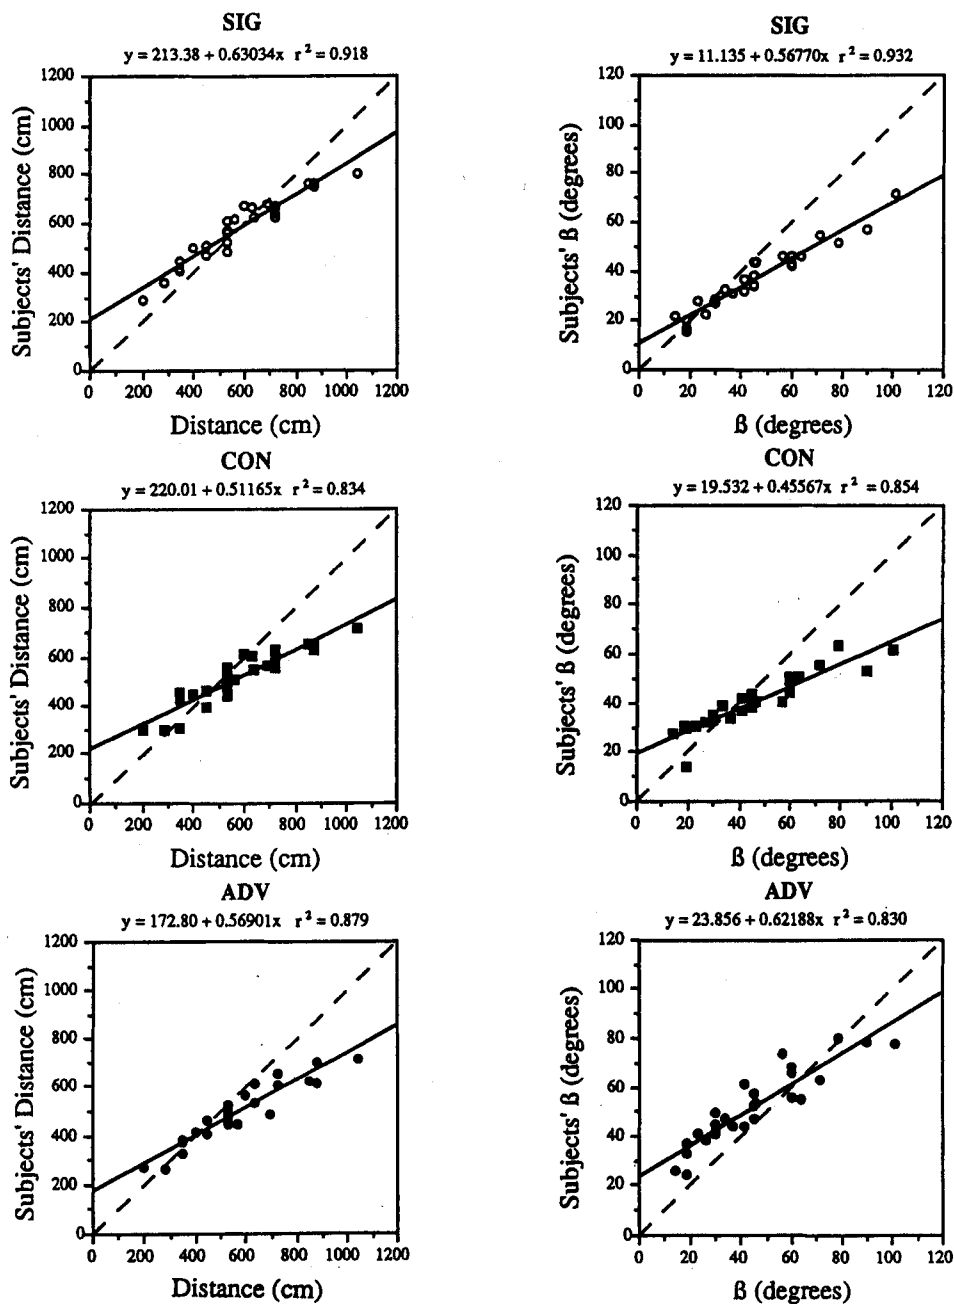 SIG
y = 213.38 + 0.63034x r² = 0.918
1200
1000
800
600
400
200
0
Subjects' Distance (cm)
0 200 400 600 800 1000 1200
Distance (cm)
SIG
y = 11.135 + 0.56770x r² = 0.932
120
100
80
60
40
20
0
Subjects' ß (degrees)
0 20 40 60 80 100 120
ß (degrees)
CON
y = 220.01 + 0.51165x r² = 0.834
1200
1000
800
600
400
200
0
Subjects' Distance (cm)
0 200 400 600 800 1000 1200
Distance (cm)
CON
y = 19.532 + 0.45567x r² = 0.854
120
100
80
60
40
20
0
Subjects' ß (degrees)
0 20 40 60 80 100 120
ß (degrees)
ADV
y = 172.80 + 0.56901x r² = 0.879
1200
1000
800
600
400
200
0
Subjects' Distance (cm)
0 200 400 600 800 1000 1200
Distance (cm)
ADV
y = 23.856 + 0.62188x r² = 0.830
120
100
80
60
40
20
0
Subjects' ß (degrees)
0 20 40 60 80 100 120
ß (degrees)